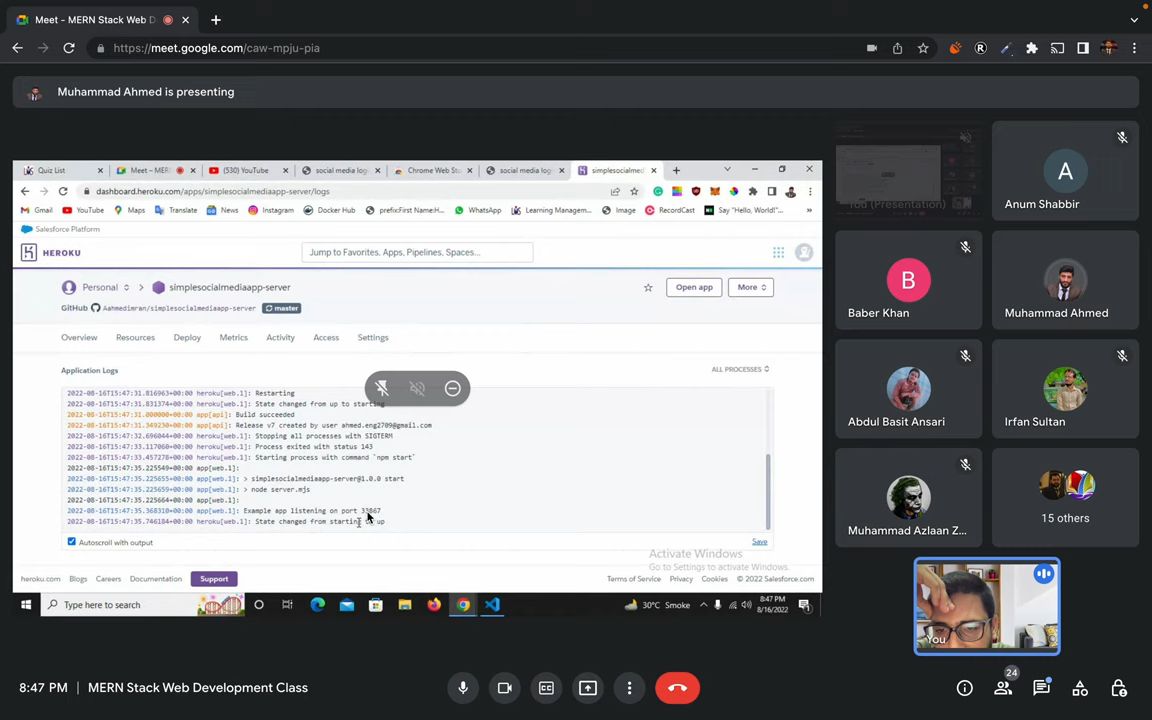 Meet - MERN Stack Web D
https://meet.google.com/caw-mpju-pia
Muhammad Ahmed is presenting
Quiz List
Meet – MERN
(530) YouTube
social media log
Chrome Web St
social media log
simplesocialmed
dashboard.heroku.com/apps/simplesocialmediaapp-server/logs
Gmail
YouTube
Maps
Translate
News
Instagram
Docker Hub
prefix:First Name:H...
WhatsApp
Learning Managem...
Image
RecordCast
Say "Hello, World!"...
Salesforce Platform
HEROKU
Jump to Favorites, Apps, Pipelines, Spaces...
Personal
simplesocialmediaapp-server
Open app
More
GitHub
Aahmedimran/simplesocialmediaapp-server
master
Overview
Resources
Deploy
Metrics
Activity
Access
Settings
Application Logs
ALL PROCESSES
2022-08-16T15:47:31.816963+00:00 heroku[web.1]: Restarting
2022-08-16T15:47:31.831374+00:00 heroku[web.1]: State changed from up to starting
2022-08-16T15:47:31.000000+00:00 app[api]: Build succeeded
2022-08-16T15:47:31.349230+00:00 app[api]: Release v7 created by user ahmed.eng2709@gmail.com
2022-08-16T15:47:32.696044+00:00 heroku[web.1]: Stopping all processes with SIGTERM
2022-08-16T15:47:33.117060+00:00 heroku[web.1]: Process exited with status 143
2022-08-16T15:47:33.457278+00:00 heroku[web.1]: Starting process with command `npm start`
2022-08-16T15:47:35.225549+00:00 app[web.1]:
2022-08-16T15:47:35.225655+00:00 app[web.1]: > simplesocialmediaapp-server@1.0.0 start
2022-08-16T15:47:35.225659+00:00 app[web.1]: > node server.mjs
2022-08-16T15:47:35.225660+00:00 app[web.1]:
2022-08-16T15:47:35.368310+00:00 app[web.1]: Example app listening on port 33867
2022-08-16T15:47:35.746184+00:00 heroku[web.1]: State changed from starting to up
Autoscroll with output
Save
Activate Windows
Go to Settings to activate Windows.
heroku.com
Blogs
Careers
Documentation
Support
Terms of Service
Privacy
Cookies
© 2022 Salesforce.com
Type here to search
30°C Smoke
8:47 PM
8/16/2022
You (Presentation)
Anum Shabbir
A
B
Baber Khan
Muhammad Ahmed
Abdul Basit Ansari
Irfan Sultan
Muhammad Azlaan Z...
15 others
You
8:47 PM
MERN Stack Web Development Class
24